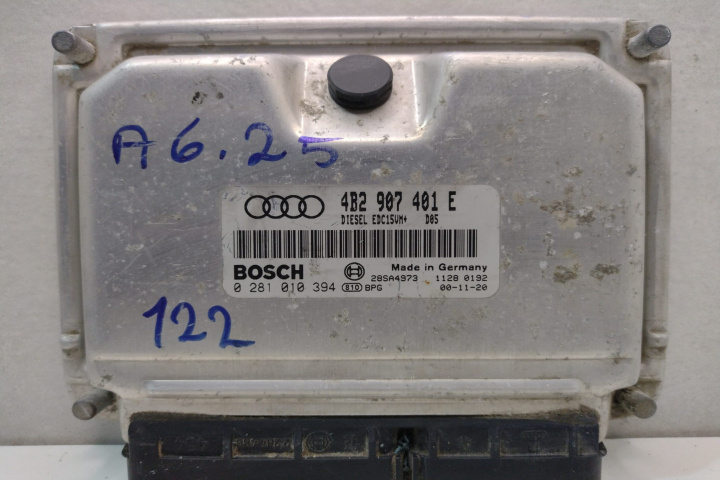 A6.25
4B2 907 401 E
DIESEL EDC15VM+ D05
BOSCH
Made in Germany
28SA4973 1128 0192
0 281 010 394 B10 BPG 00-11-20
122